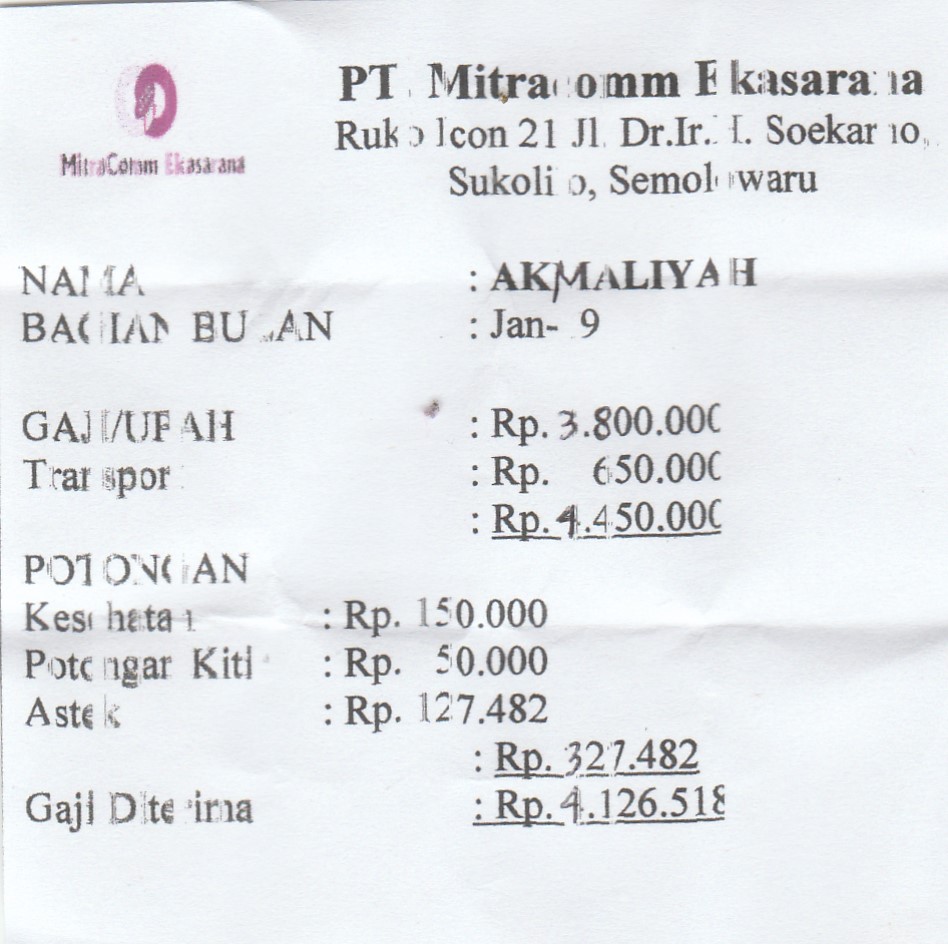 MitraComm Ekasarana
PT. Mitracomm Ekasarana
Ruko Icon 21 Jl. Dr.Ir.H. Soekarno,
Sukolilo, Semolowaru
NAMA : AKMALIYAH
BAGIAN BULAN : Jan- 9
GAJI/UPAH : Rp. 3.800.000
Transpor : Rp. 650.000
: Rp. 4.450.000
POTONGAN
Kesehatan : Rp. 150.000
Potongan : Rp. 50.000
Astek : Rp. 127.482
: Rp. 327.482
Gaji Diterima : Rp. 4.126.518